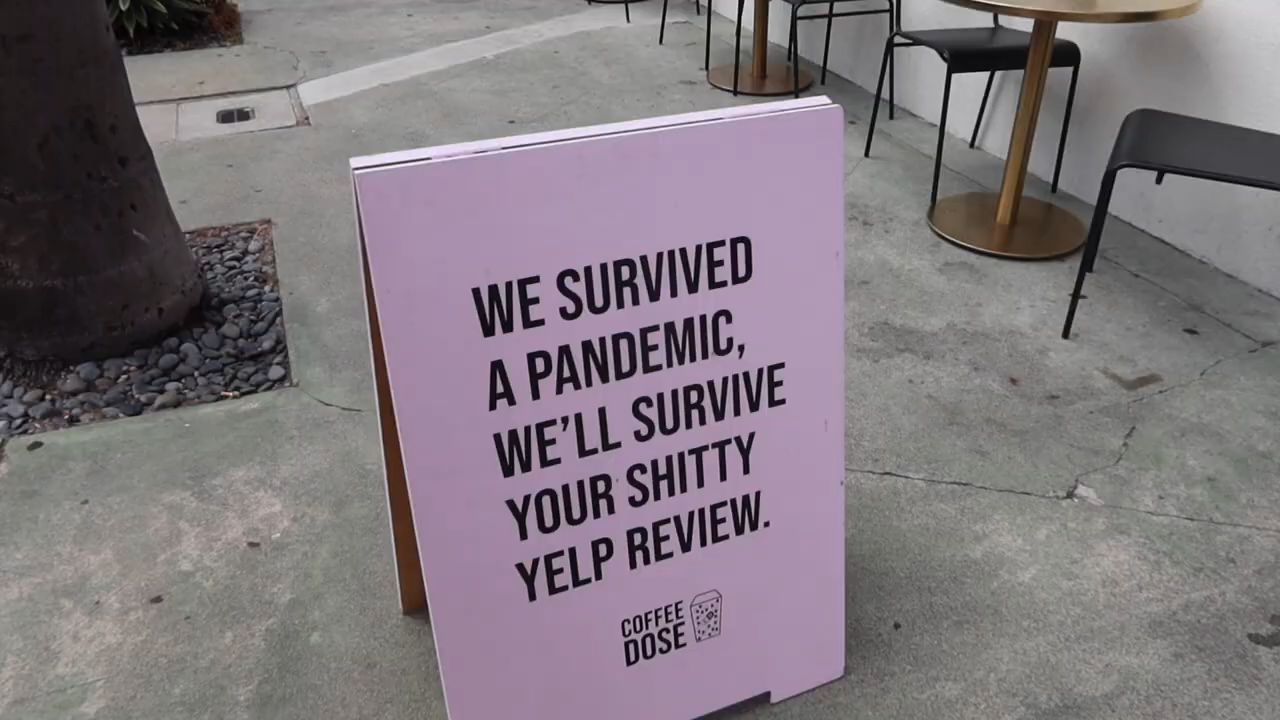 WE SURVIVED
A PANDEMIC,
WE'LL SURVIVE
YOUR SHITTY
YELP REVIEW.
COFFEE
DOSE